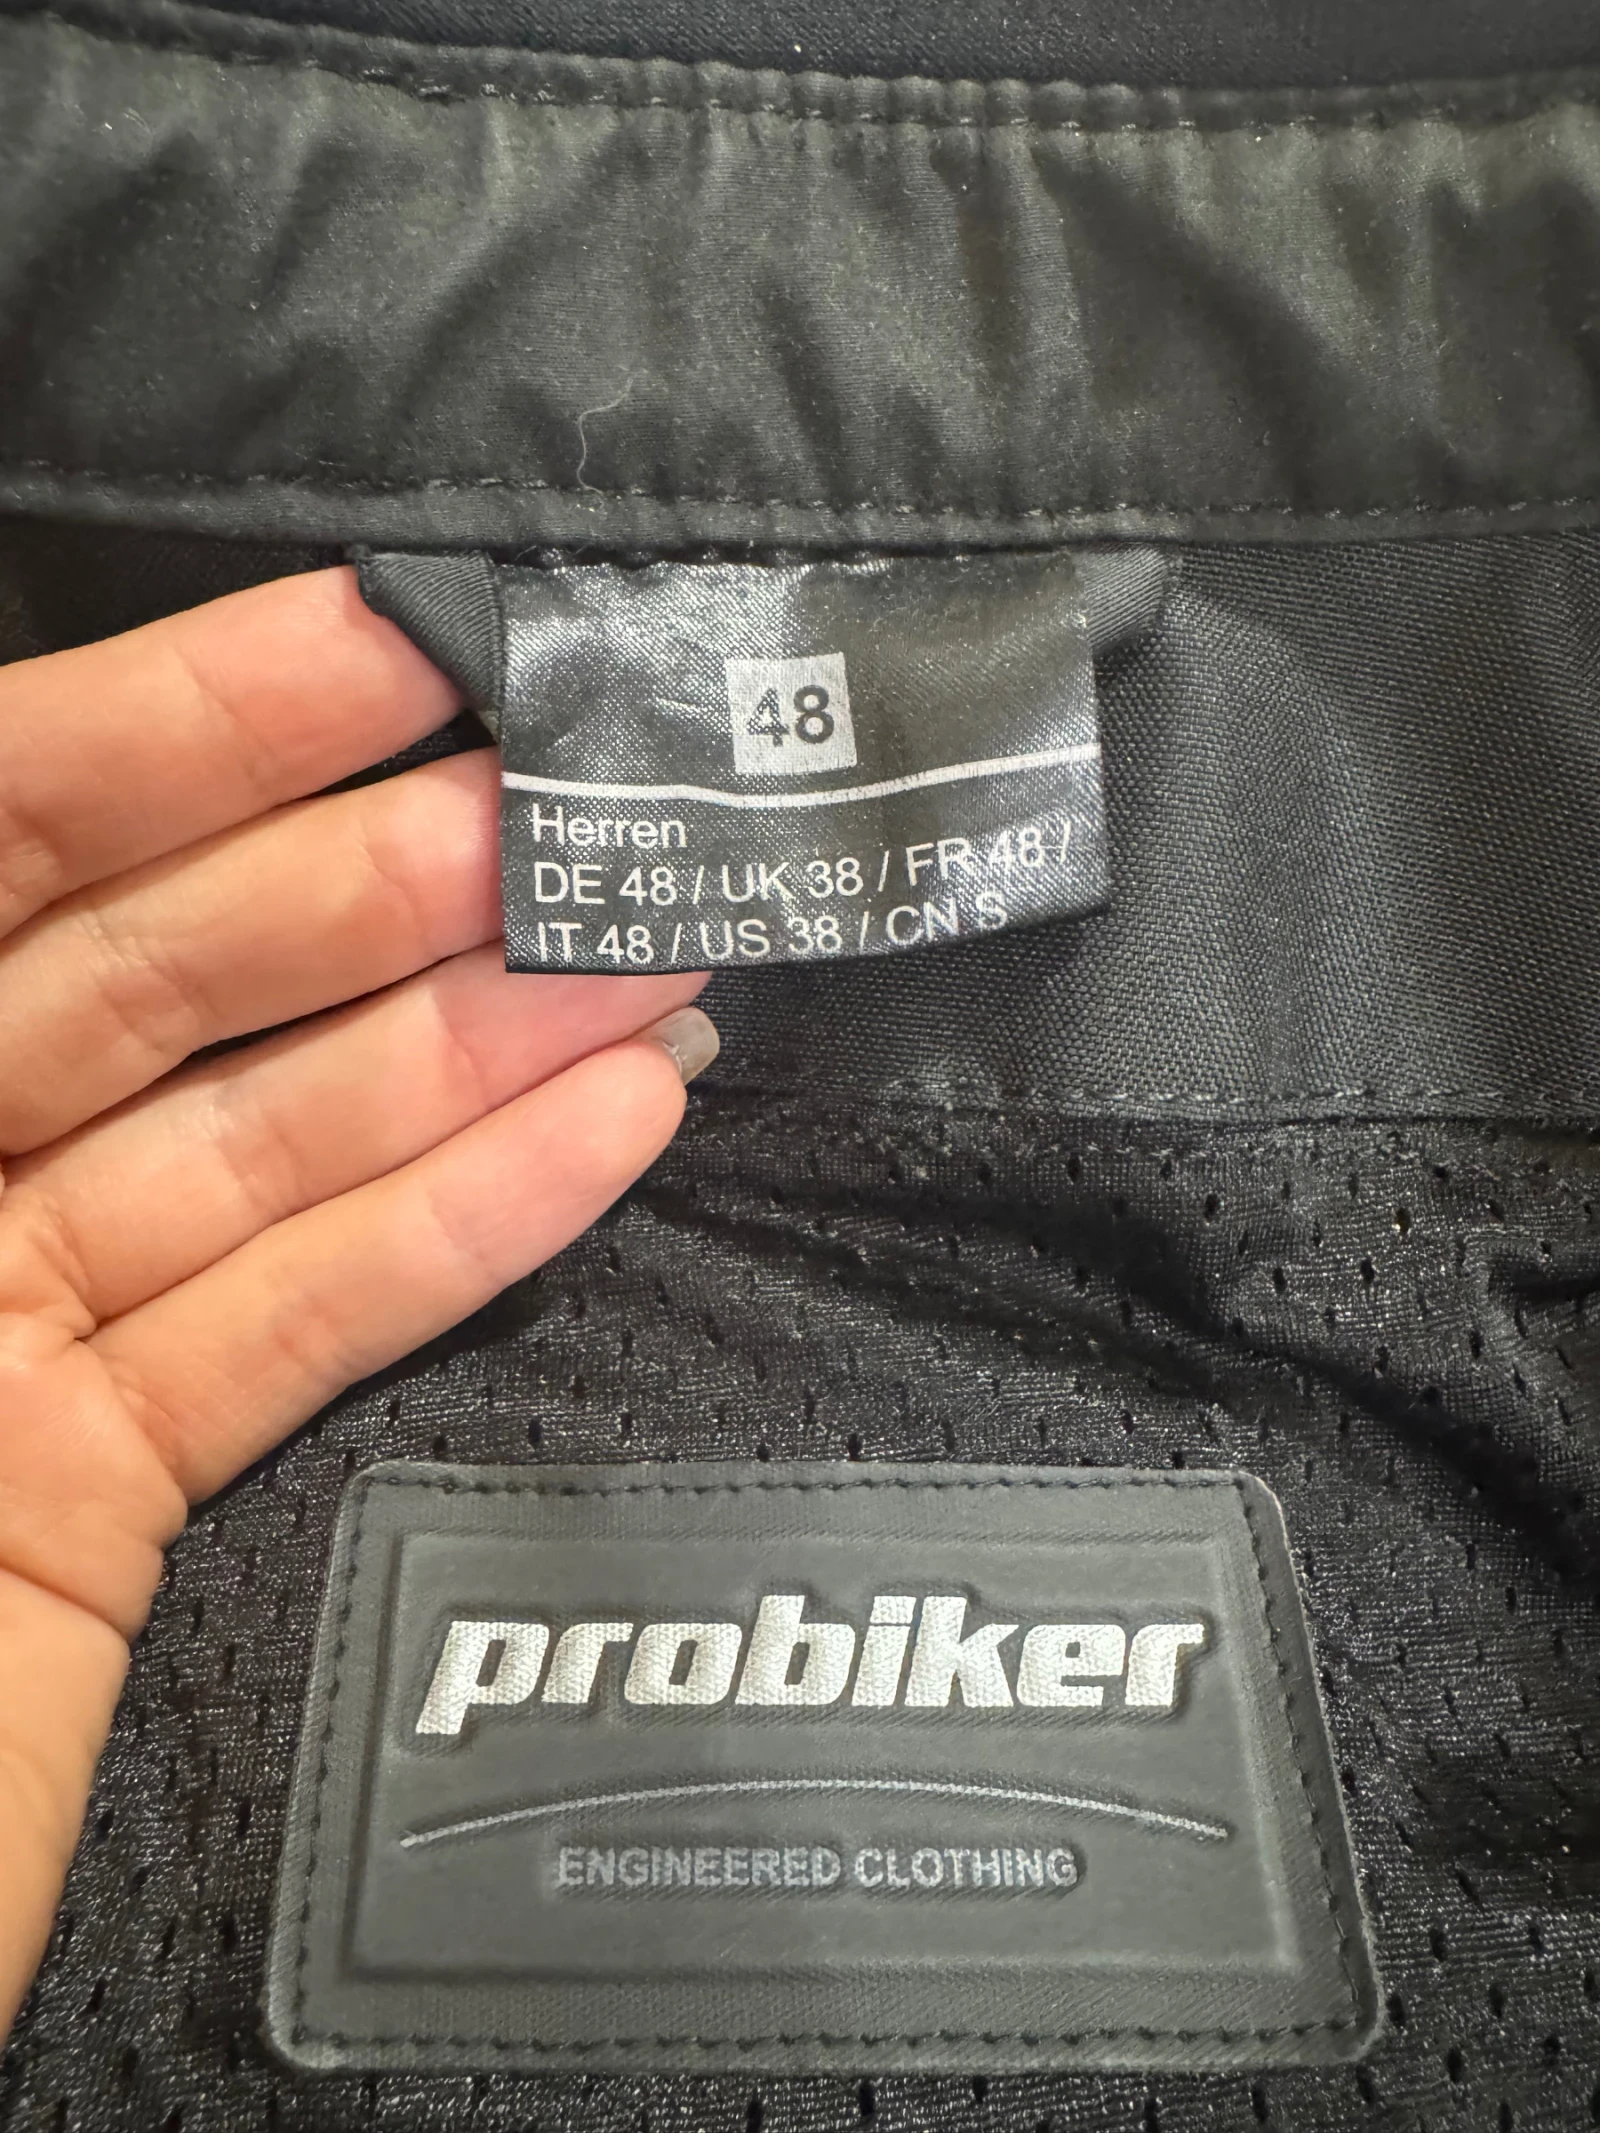 48
Herren
DE 48 / UK 38 / FR 48 /
IT 48 / US 38 / CN S
probiker
ENGINEERED CLOTHING